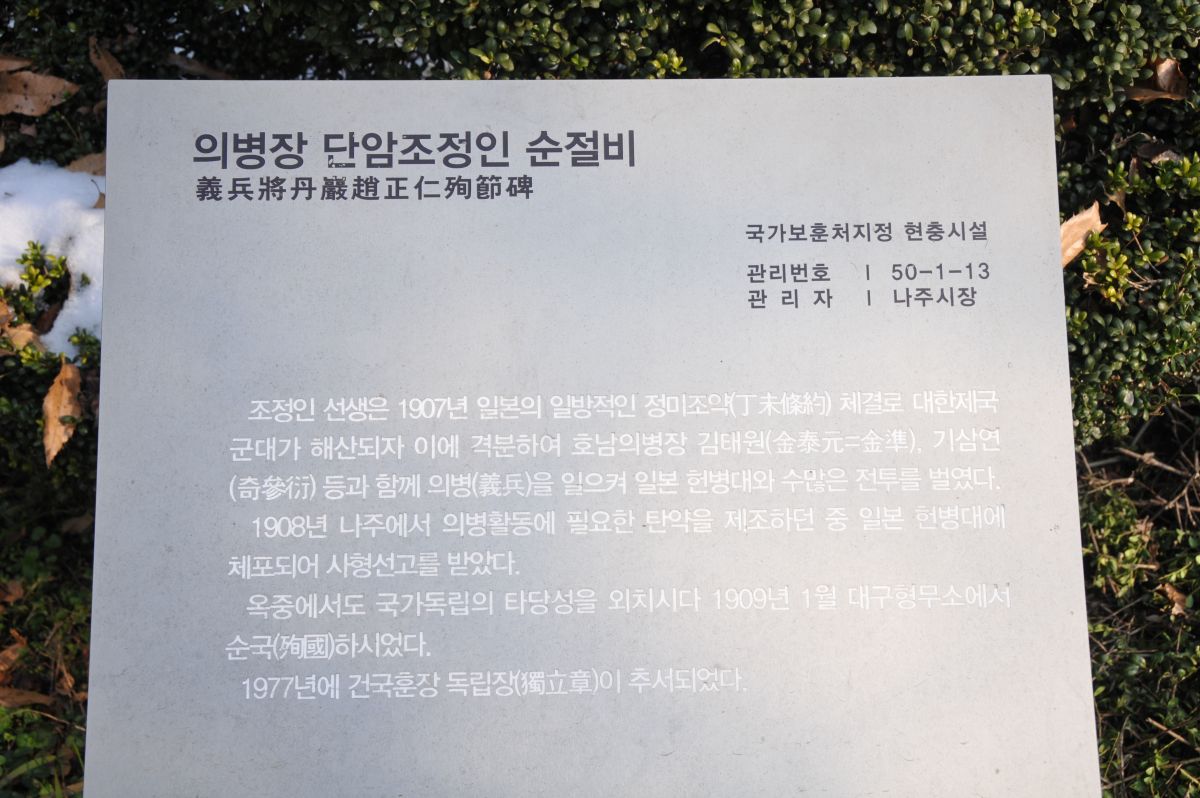 의병장 단암조정인 순절비
義兵將丹巖趙正仁殉節碑
국가보훈처지정 현충시설
관리번호 | 50-1-13
관 리 자 | 나주시장
조정인 선생은 1907년 일본의 일방적인 정미조약(丁未條約) 체결로 대한제국
군대가 해산되자 이에 격분하여 호남의병장 김태원(金泰元=金準), 기삼연
(奇參衍) 등과 함께 의병(義兵)을 일으켜 일본 헌병대와 수많은 전투를 벌였다.
1908년 나주에서 의병활동에 필요한 탄약을 제조하던 중 일본 헌병대에
체포되어 사형선고를 받았다.
옥중에서도 국가독립의 타당성을 외치시다 1909년 1월 대구형무소에서
순국(殉國)하시었다.
1977년에 건국훈장 독립장(獨立章)이 추서되었다.